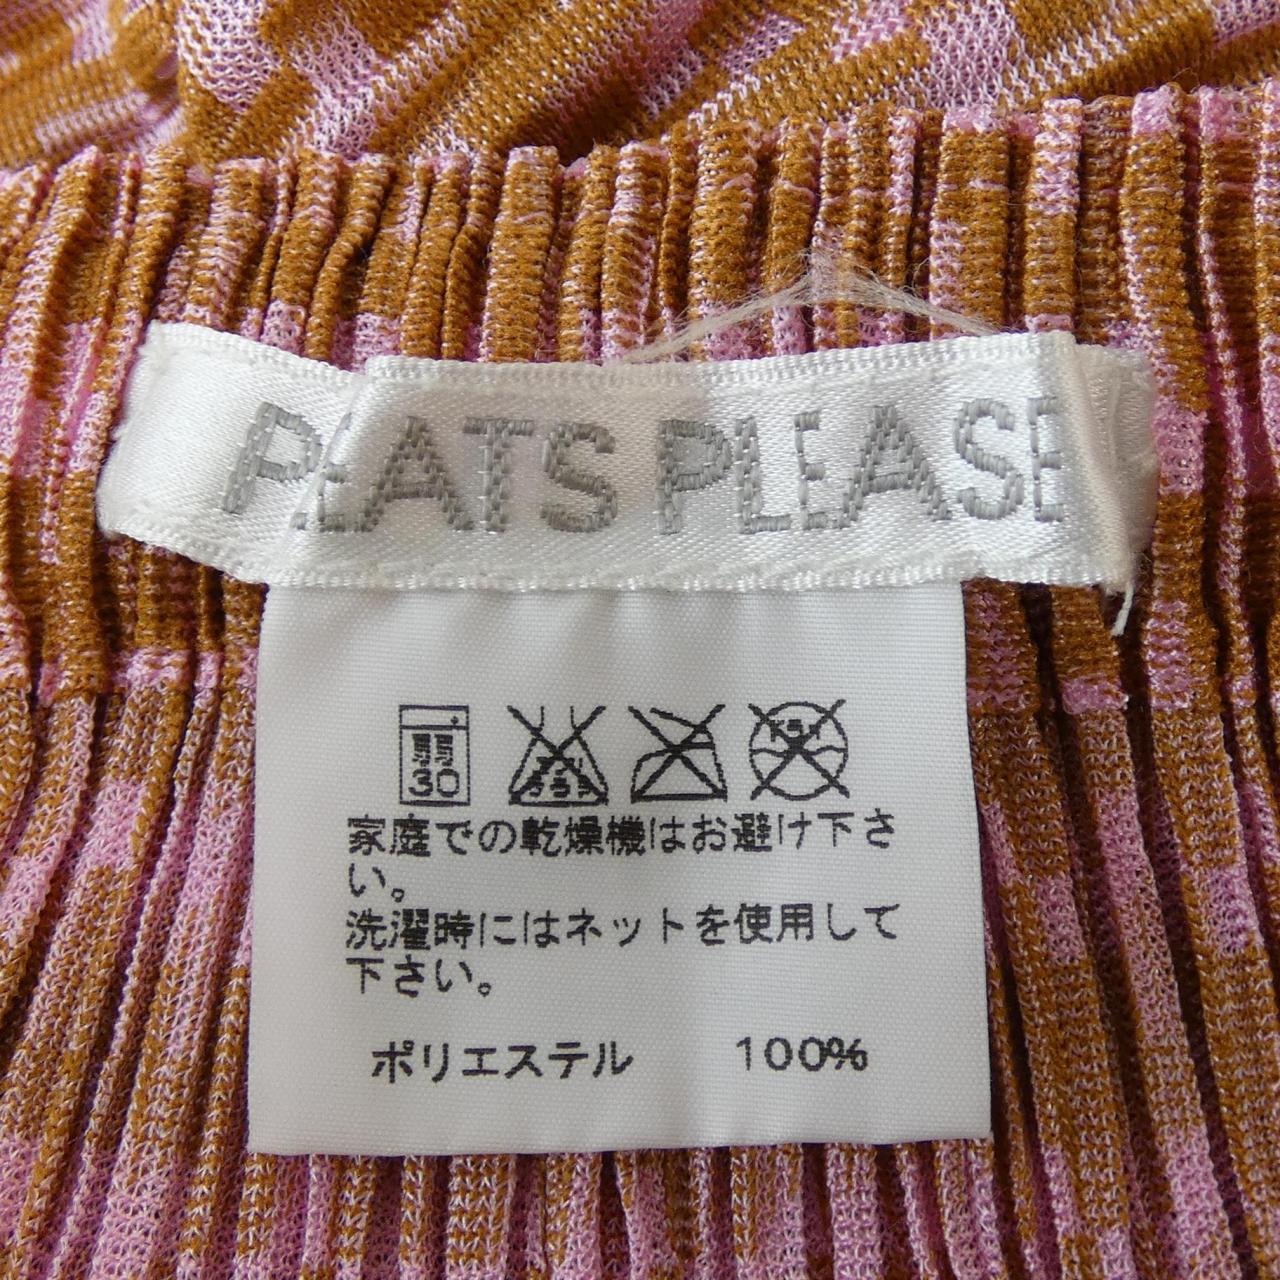 PLEATS PLEASE
30
家庭での乾燥機はお避け下さ
い。
洗濯時にはネットを使用して
下さい。
ポリエステル 100%